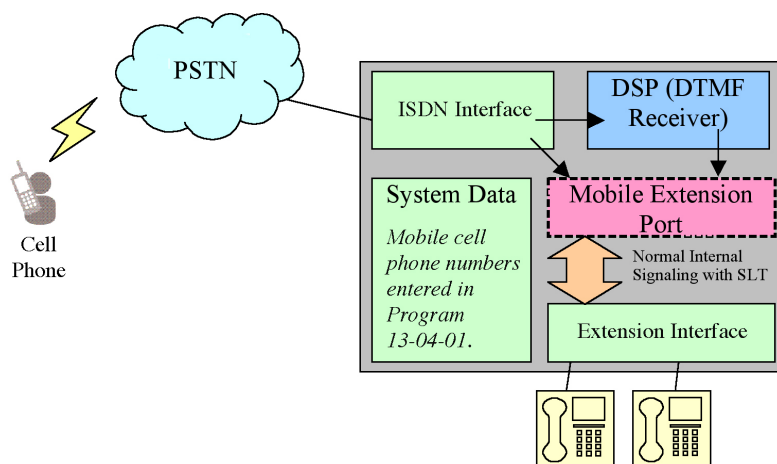 PSTN
ISDN Interface
DSP (DTMF
Receiver)
System Data
Mobile cell
phone numbers
entered in
Program
13-04-01.
Mobile Extension
Port
Normal Internal
Signaling with SLT
Extension Interface
Cell
Phone